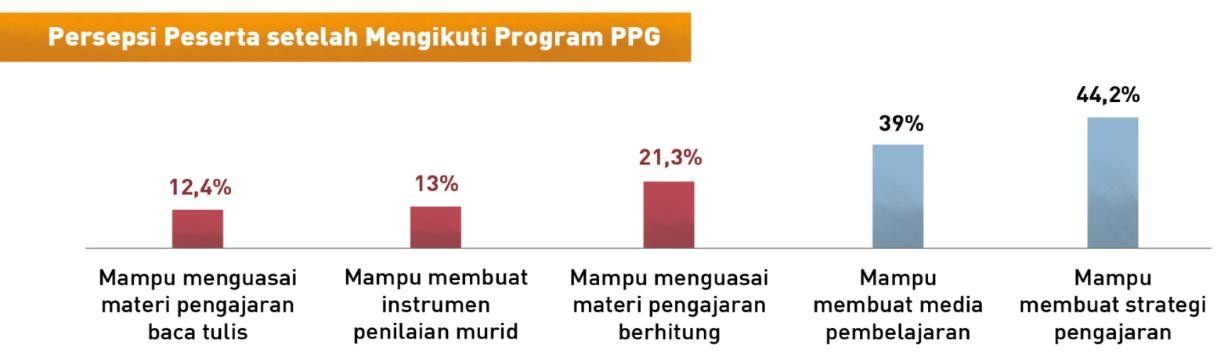 Persepsi Peserta setelah Mengikuti Program PPG
12,4%
13%
21,3%
39%
44,2%
Mampu menguasai
materi pengajaran
baca tulis
Mampu membuat
instrumen
penilaian murid
Mampu menguasai
materi pengajaran
berhitung
Mampu
membuat media
pembelajaran
Mampu
membuat strategi
pengajaran